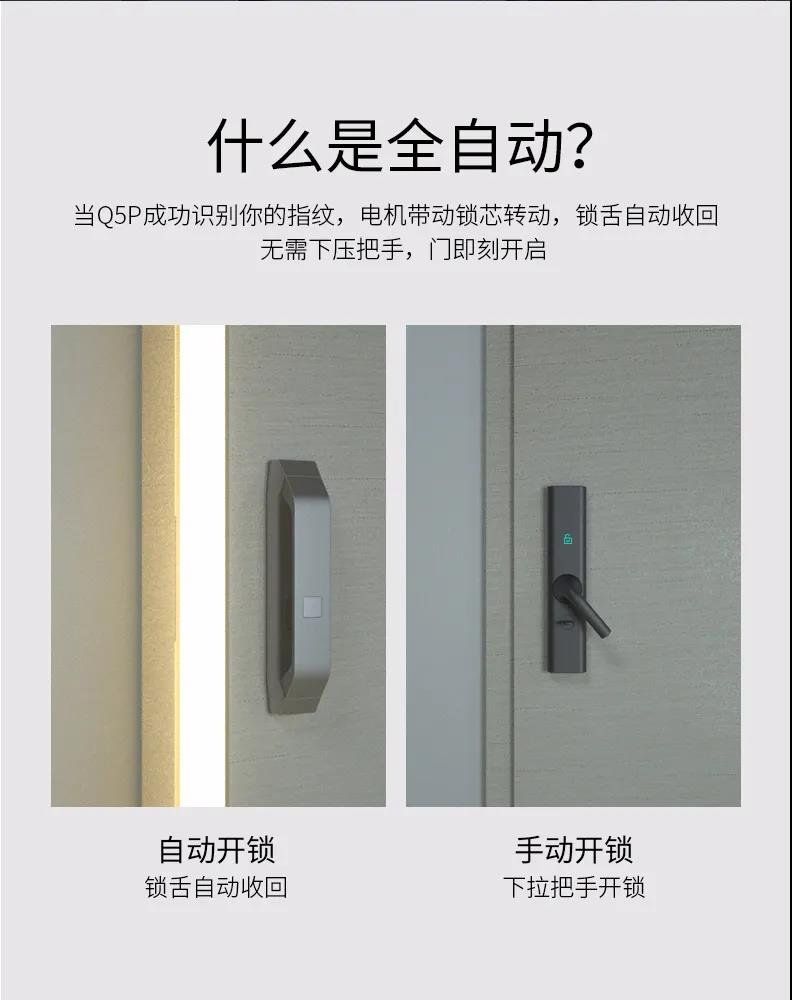 什么是全自动？
当Q5P成功识别你的指纹，电机带动锁芯转动，锁舌自动收回
无需下压把手，门即刻开启
自动开锁
锁舌自动收回
手动开锁
下拉把手开锁